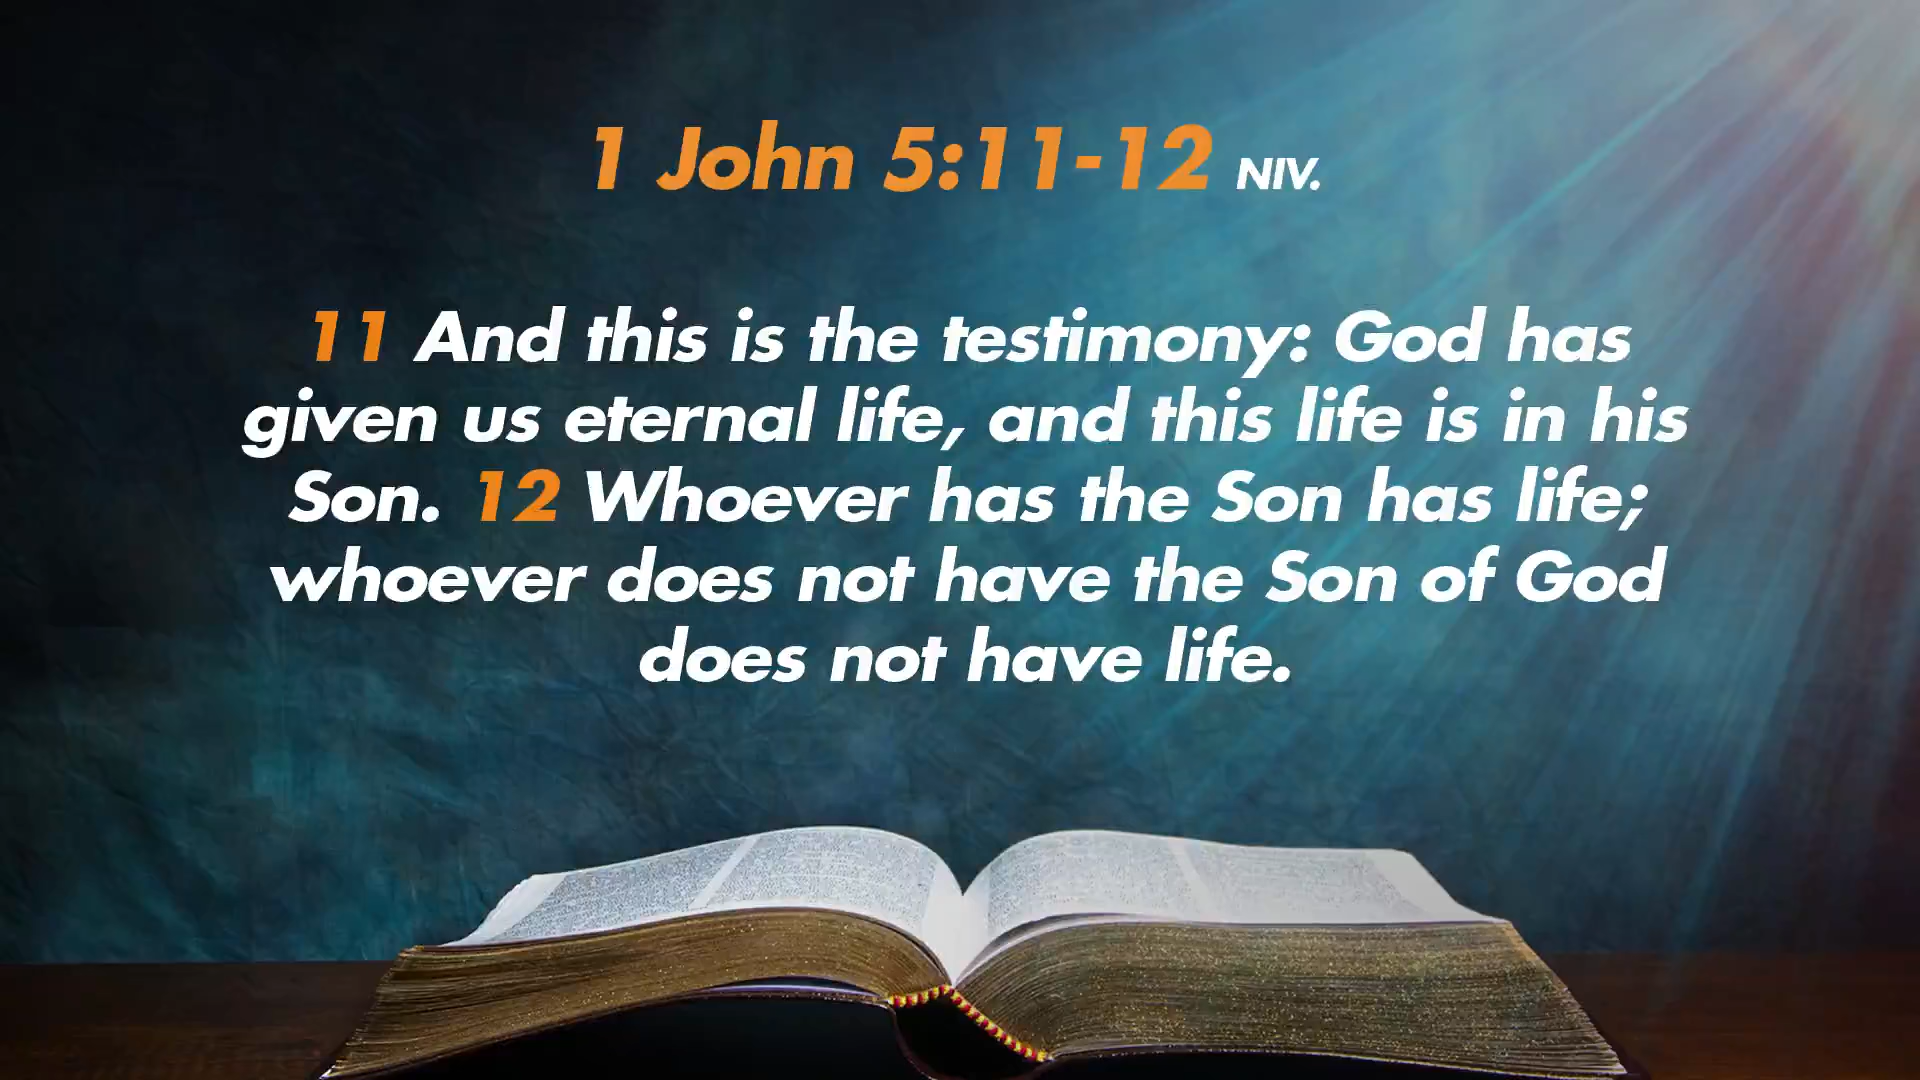 1 John 5:11-12 NIV.
11 And this is the testimony: God has
given us eternal life, and this life is in his
Son. 12 Whoever has the Son has life;
whoever does not have the Son of God
does not have life.